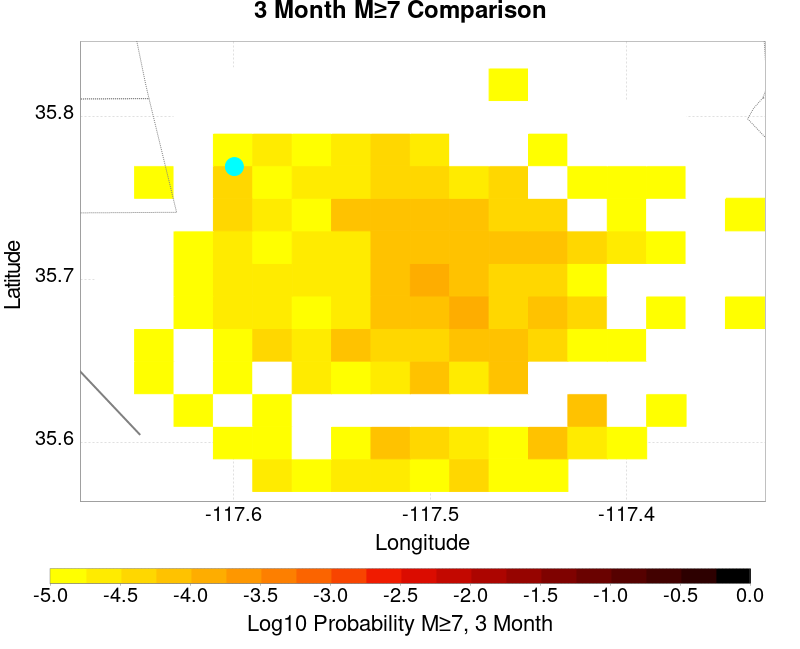 3 Month M≥7 Comparison
35.8
35.7
35.6
Latitude
-117.6 -117.5 -117.4
Longitude
-5.0 -4.5 -4.0 -3.5 -3.0 -2.5 -2.0 -1.5 -1.0 -0.5 0.0
Log10 Probability M≥7, 3 Month